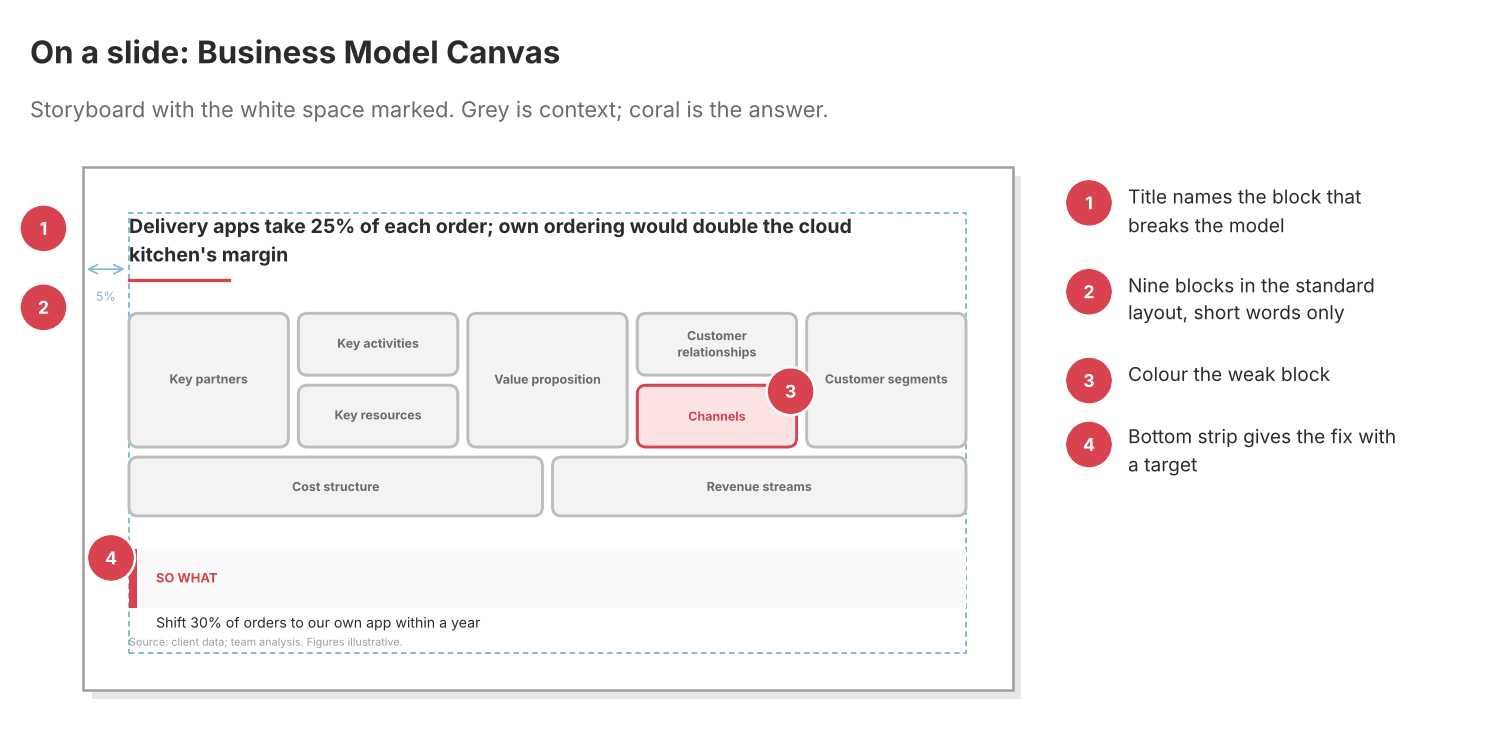 On a slide: Business Model Canvas
Storyboard with the white space marked. Grey is context; coral is the answer.
1
Delivery apps take 25% of each order; own ordering would double the cloud
kitchen's margin
5%
2
Key partners
Key activities
Key resources
Value proposition
Customer
relationships
Channels
3
Customer segments
Cost structure
Revenue streams
4
SO WHAT
Shift 30% of orders to our own app within a year
Source: client data; team analysis. Figures illustrative.
1
Title names the block that
breaks the model
2
Nine blocks in the standard
layout, short words only
3
Colour the weak block
4
Bottom strip gives the fix with
a target